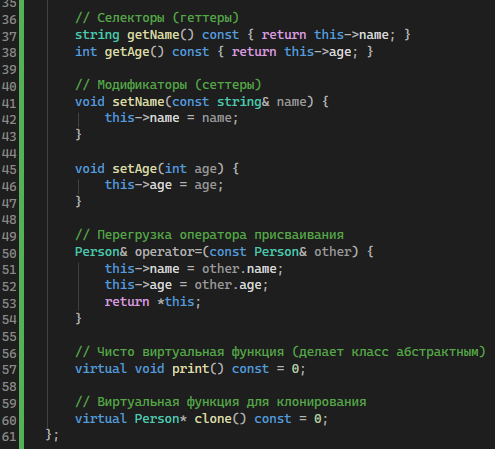 35
36 // Селекторы (геттеры)
37 string getName() const { return this->name; }
38 int getAge() const { return this->age; }
39
40 // Модификаторы (сеттеры)
41 void setName(const string& name) {
42 this->name = name;
43 }
44
45 void setAge(int age) {
46 this->age = age;
47 }
48
49 // Перегрузка оператора присваивания
50 Person& operator=(const Person& other) {
51 this->name = other.name;
52 this->age = other.age;
53 return *this;
54 }
55
56 // Чисто виртуальная функция (делает класс абстрактным)
57 virtual void print() const = 0;
58
59 // Виртуальная функция для клонирования
60 virtual Person* clone() const = 0;
61 };